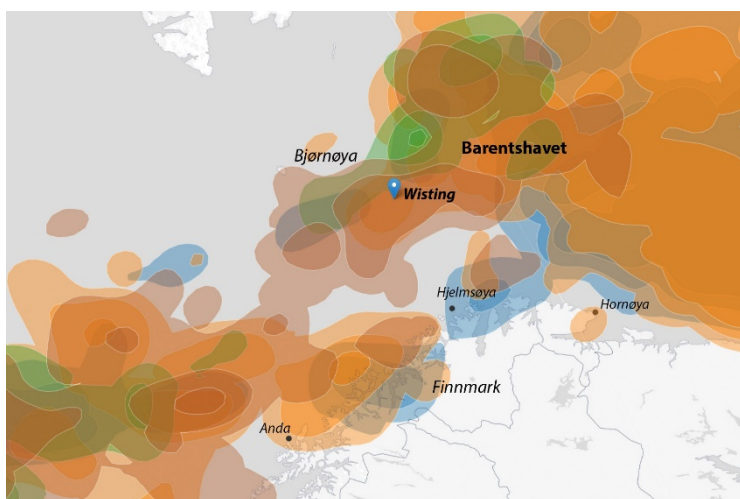 Bjørnøya
Barentshavet
Wisting
Hjelmsøya
Hornøya
Finnmark
Anda